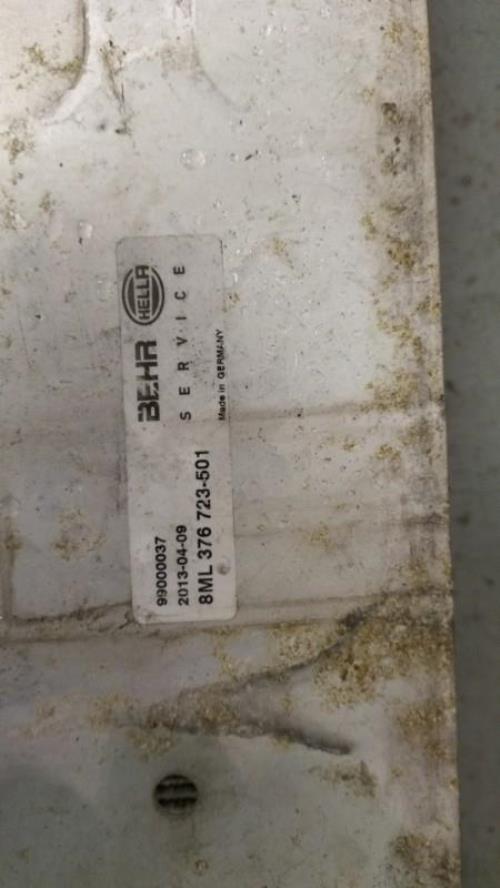 BEHR HELLA
SERVICE
Made in GERMANY
99000037
2013-04-09
8ML 376 723-501